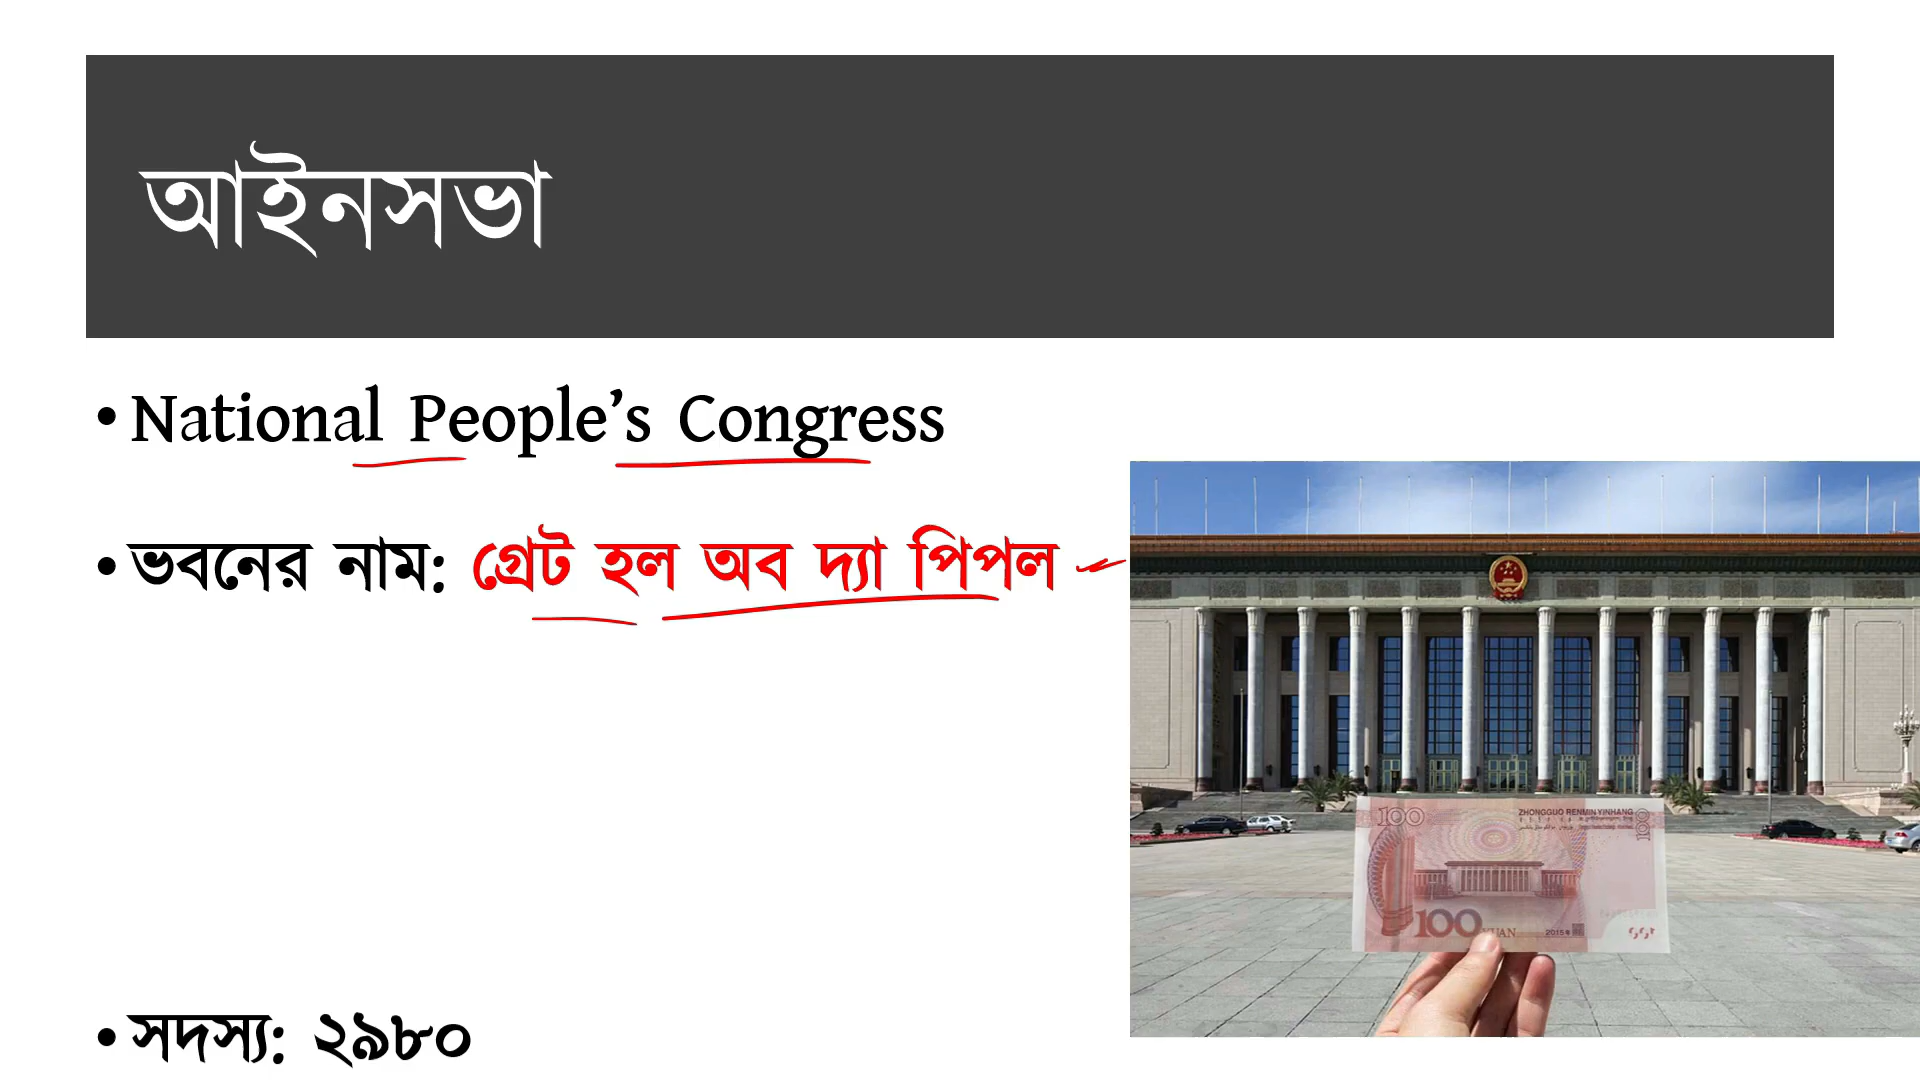 আইনসভা
• National People’s Congress
• ভবনের নাম: গ্রেট হল অব দ্যা পিপল
• সদস্য: ২৯৮০
100
ZHONGGUO RENMIN YINHANG
100
100 YUAN
2015